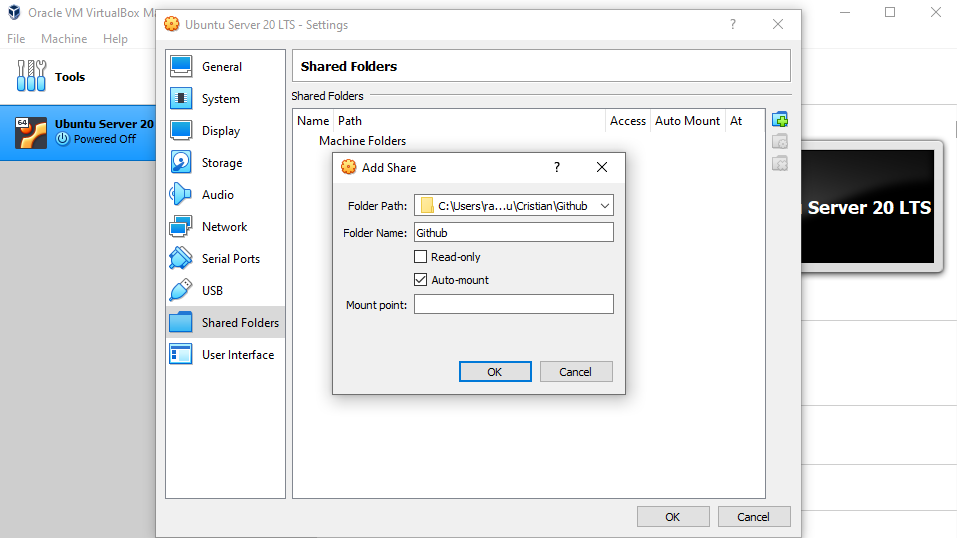 Oracle VM VirtualBox Ma
File Machine Help
Tools
64
Ubuntu Server 20
Powered Off
Ubuntu Server 20 LTS - Settings
?
General
System
Display
Storage
Audio
Network
Serial Ports
USB
Shared Folders
User Interface
Shared Folders
Shared Folders
Name Path Access Auto Mount At
Machine Folders
Add Share
?
Folder Path: C:\Users\ra...u\Cristian\Github
Folder Name: Github
Read-only
Auto-mount
Mount point:
OK Cancel
OK Cancel
Server 20 LTS